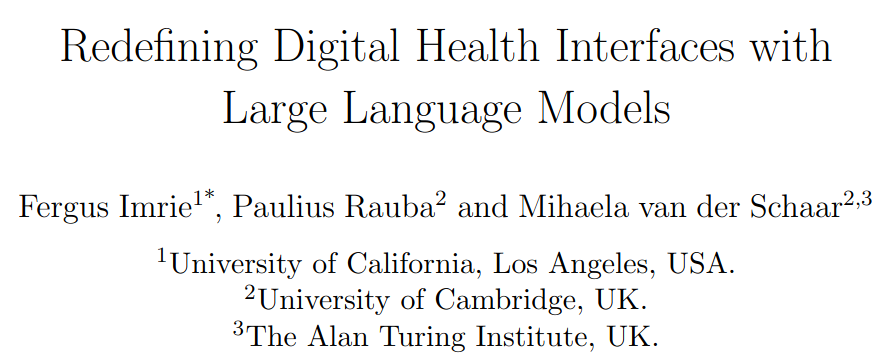 Redefining Digital Health Interfaces with
Large Language Models
Fergus Imrie¹*, Paulius Rauba² and Mihaela van der Schaar²,³
¹University of California, Los Angeles, USA.
²University of Cambridge, UK.
³The Alan Turing Institute, UK.